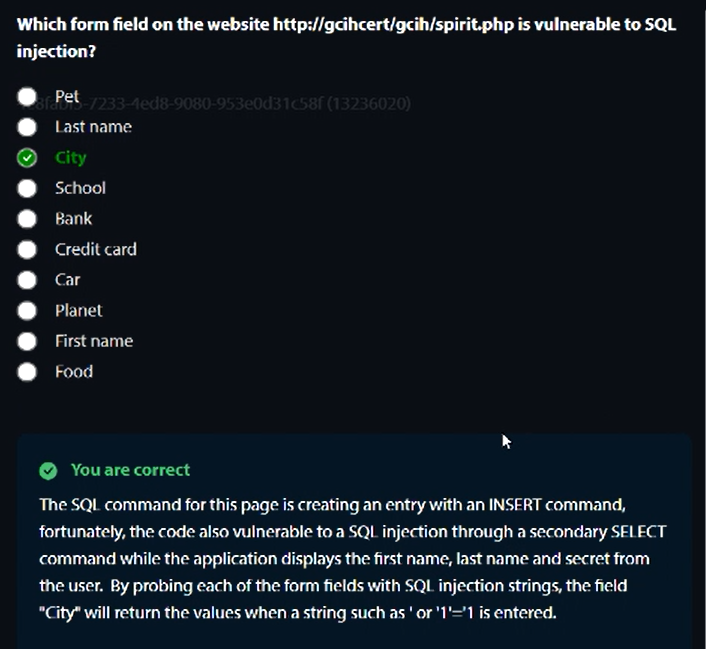 Which form field on the website http://gcihcert/gcih/spirit.php is vulnerable to SQL
injection?
Pet
-7233-4ed8-9080-953e0d31c58f (13236020)
Last name
City
School
Bank
Credit card
Car
Planet
First name
Food
You are correct
The SQL command for this page is creating an entry with an INSERT command,
fortunately, the code also vulnerable to a SQL injection through a secondary SELECT
command while the application displays the first name, last name and secret from
the user. By probing each of the form fields with SQL injection strings, the field
"City" will return the values when a string such as ' or '1'='1 is entered.